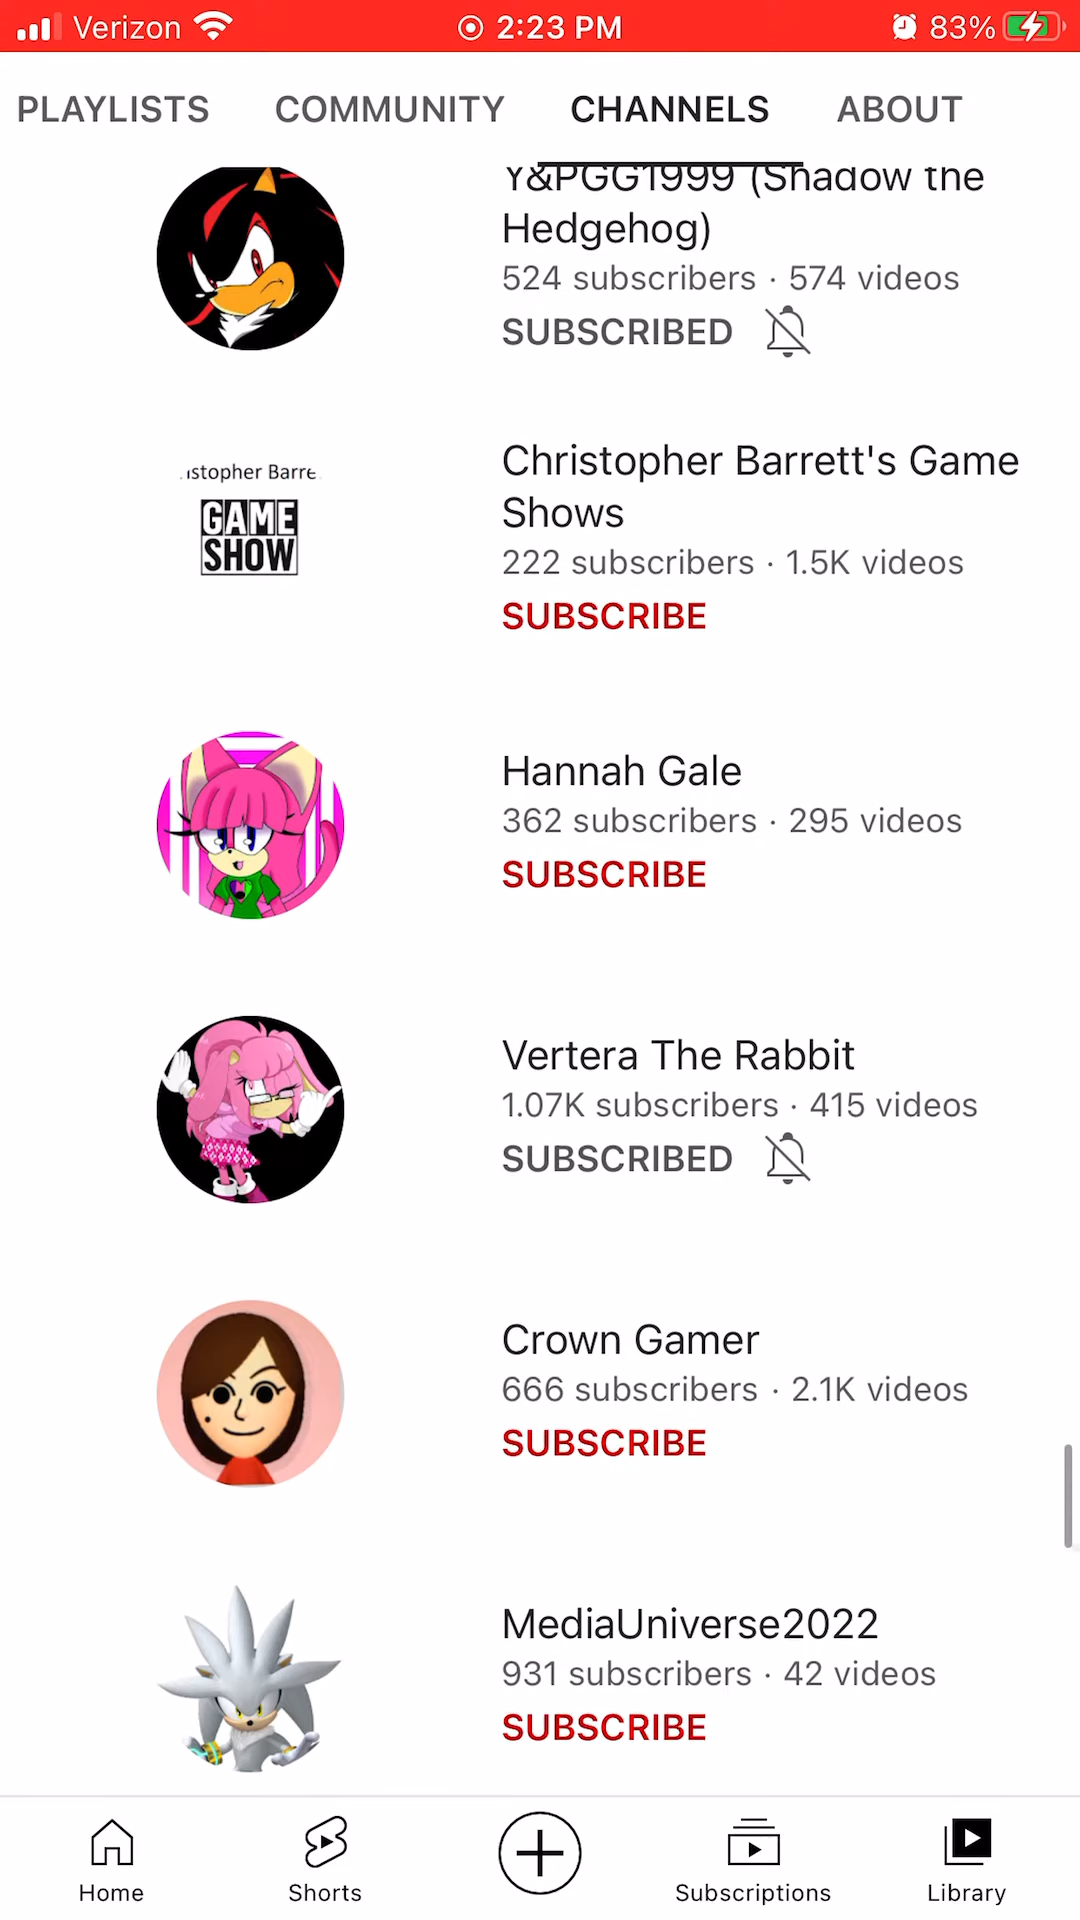 Verizon 2:23 PM 83%
PLAYLISTS COMMUNITY CHANNELS ABOUT
Y&PGG1999 (Shadow the
Hedgehog)
524 subscribers · 574 videos
SUBSCRIBED
istopher Barre
GAME
SHOW
Christopher Barrett's Game
Shows
222 subscribers · 1.5K videos
SUBSCRIBE
Hannah Gale
362 subscribers · 295 videos
SUBSCRIBE
Vertera The Rabbit
1.07K subscribers · 415 videos
SUBSCRIBED
Crown Gamer
666 subscribers · 2.1K videos
SUBSCRIBE
MediaUniverse2022
931 subscribers · 42 videos
SUBSCRIBE
Home Shorts Subscriptions Library